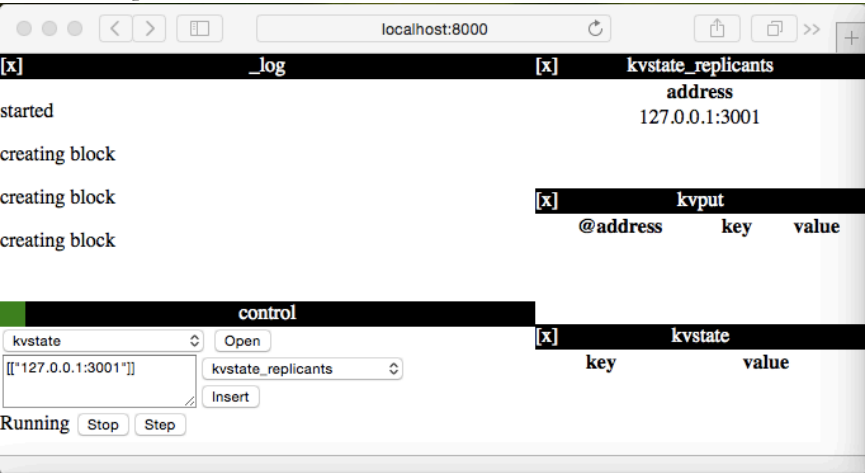 localhost:8000
[x] _log
started
creating block
creating block
creating block
control
kvstate Open
[["127.0.0.1:3001"]] kvstate_replicants
Insert
Running Stop Step
[x] kvstate_replicants
address
127.0.0.1:3001
[x] kvput
@address key value
[x] kvstate
key value